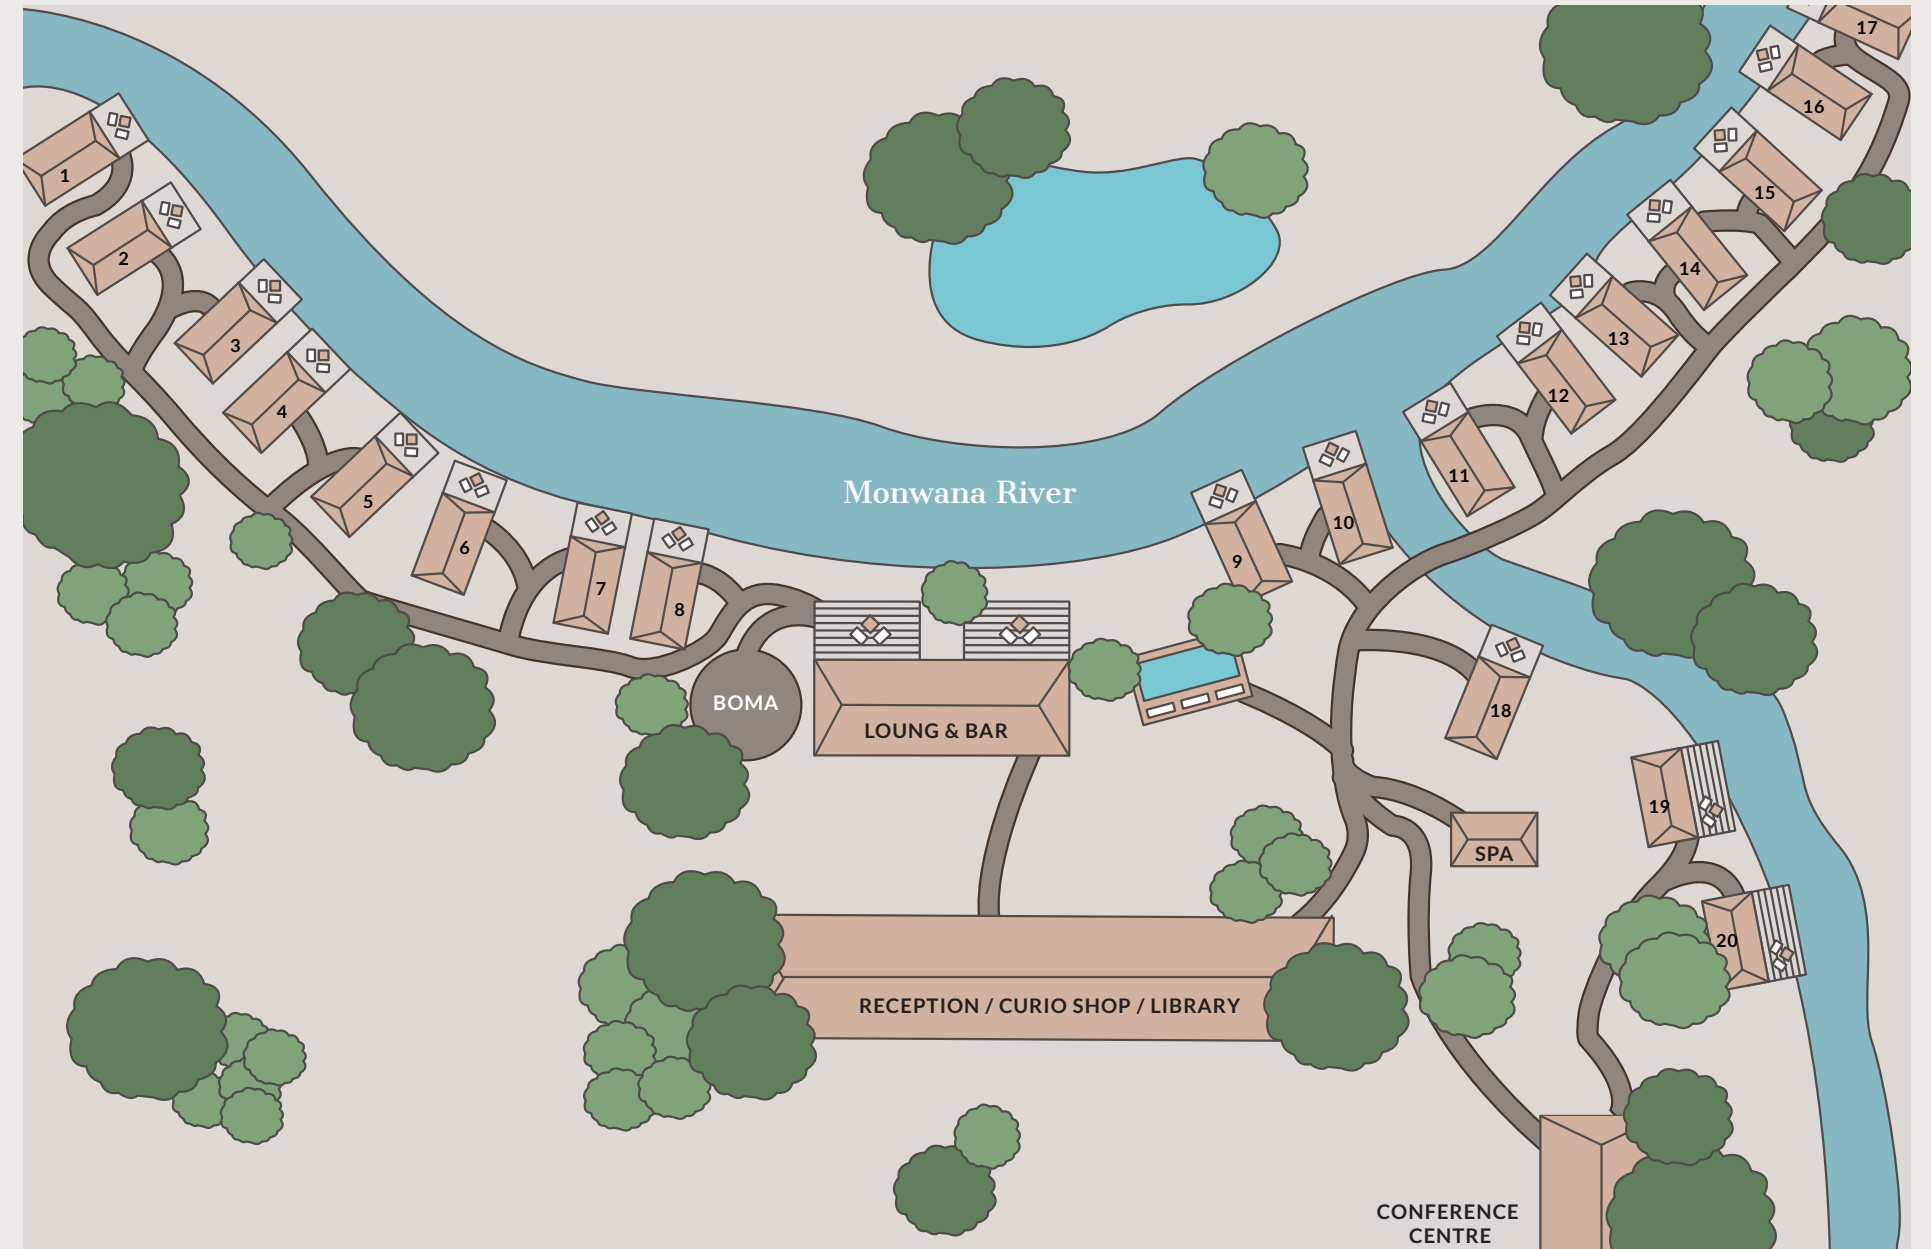 17
16
1
15
2
14
3
13
12
4
11
Monwana River
5
10
6
9
7
8
BOMA
18
LOUNG & BAR
19
SPA
20
RECEPTION / CURIO SHOP / LIBRARY
CONFERENCE
CENTRE